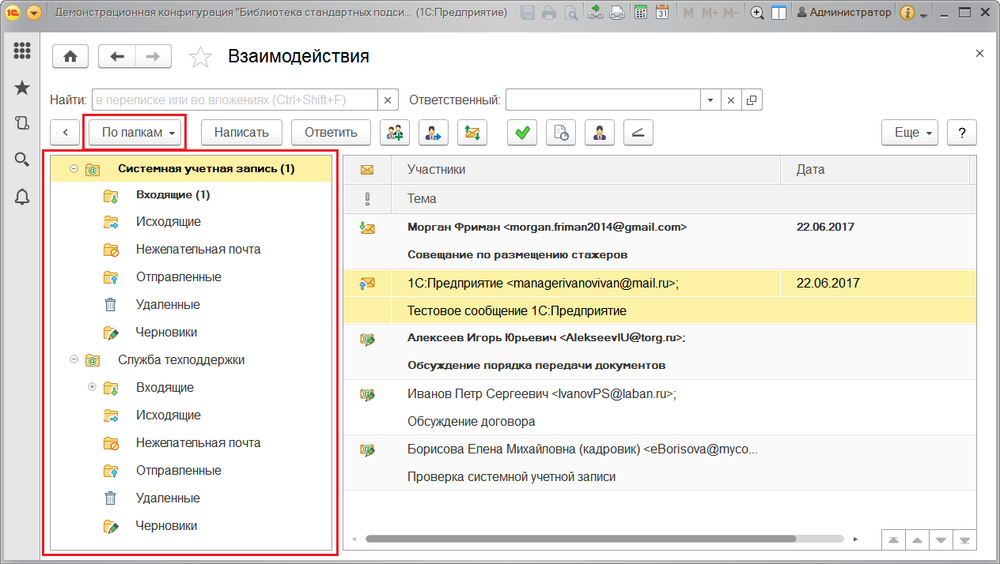 1С Демонстрационная конфигурация "Библиотека стандартных подси... (1С:Предприятие) 31 M M+ M- Администратор i
Взаимодействия
Найти: в переписке или во вложениях (Ctrl+Shift+F) Ответственный:
По папкам Написать Ответить Еще ?
Системная учетная запись (1)
Входящие (1)
Исходящие
Нежелательная почта
Отправленные
Удаленные
Черновики
Служба техподдержки
Входящие
Исходящие
Нежелательная почта
Отправленные
Удаленные
Черновики
Участники Дата
Тема
Морган Фриман <morgan.friman2014@gmail.com> 22.06.2017
Совещание по размещению стажеров
1С:Предприятие <managerivanovivan@mail.ru>; 22.06.2017
Тестовое сообщение 1С:Предприятие
Алексеев Игорь Юрьевич <AlekseevIU@torg.ru>;
Обсуждение порядка передачи документов
Иванов Петр Сергеевич <IvanovPS@laban.ru>;
Обсуждение договора
Борисова Елена Михайловна (кадровик) <eBorisova@myco...
Проверка системной учетной записи